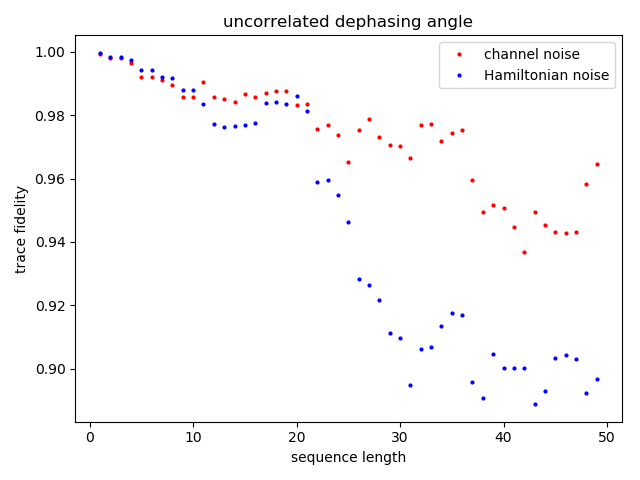 uncorrelated dephasing angle
channel noise
Hamiltonian noise
trace fidelity
1.00
0.98
0.96
0.94
0.92
0.90
0 10 20 30 40 50
sequence length